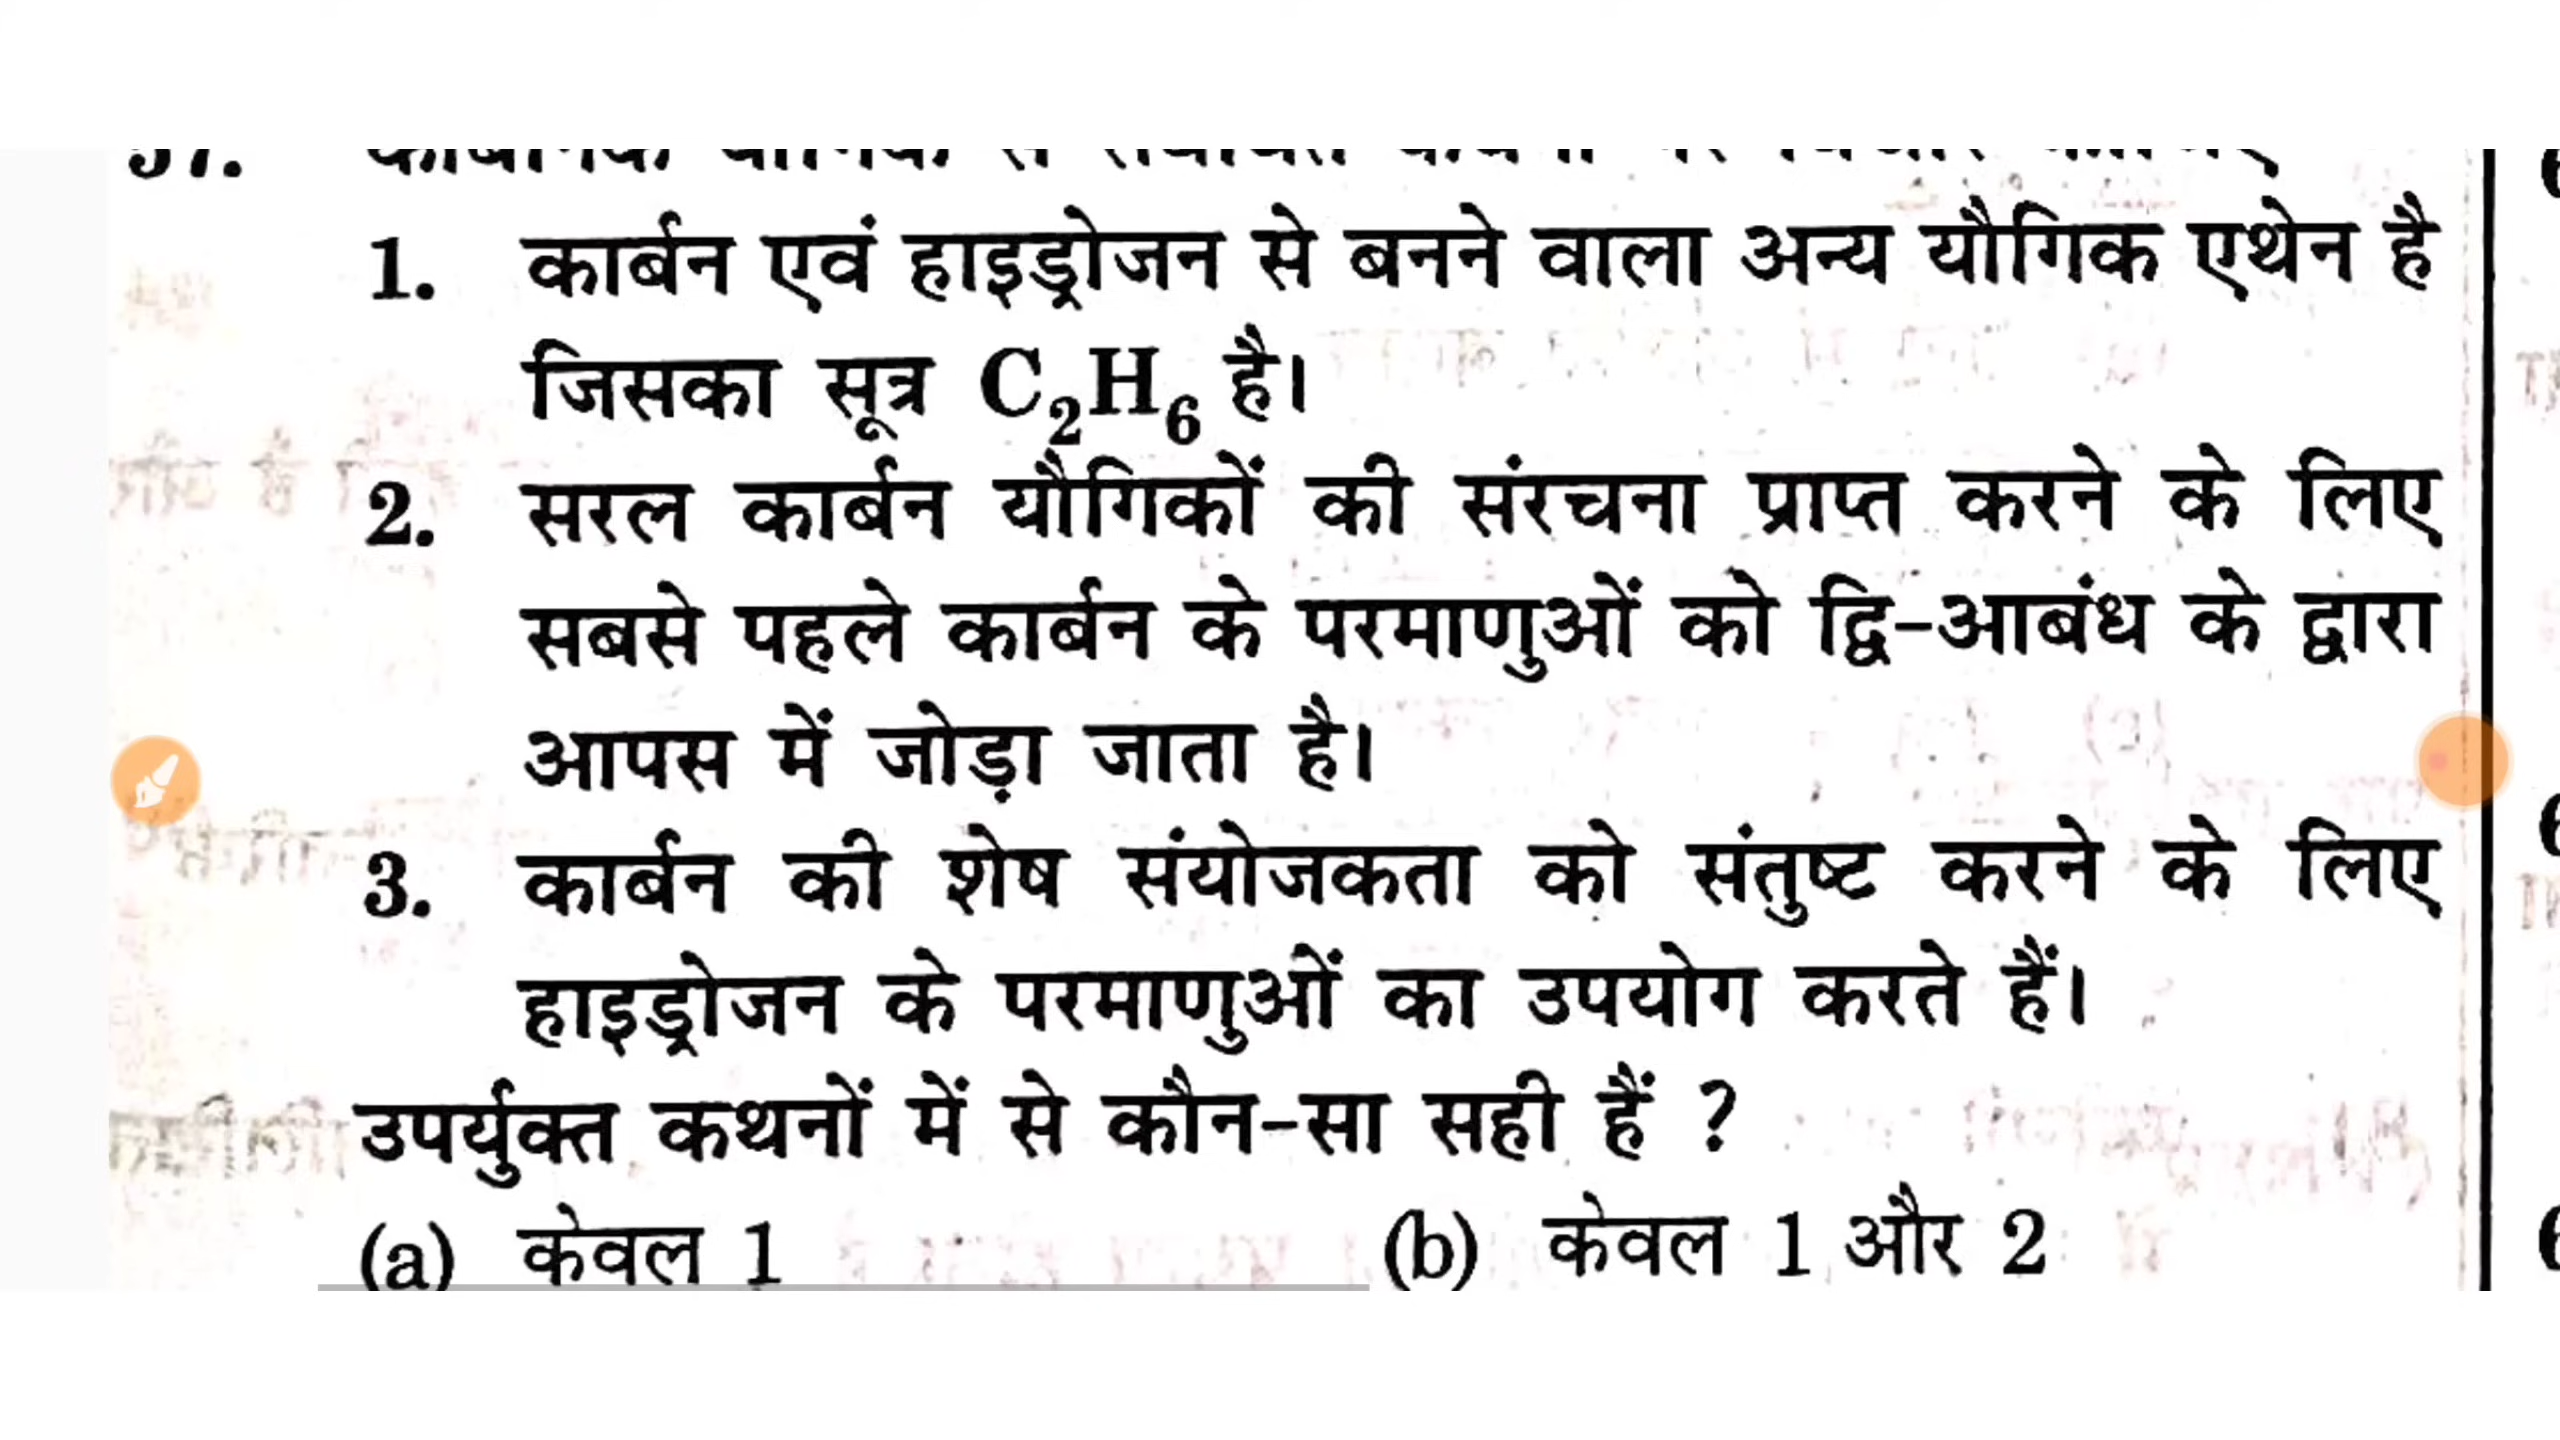 1. कार्बन एवं हाइड्रोजन से बनने वाला अन्य यौगिक एथेन है
जिसका सूत्र C₂H₆ है।
2. सरल कार्बन यौगिकों की संरचना प्राप्त करने के लिए
सबसे पहले कार्बन के परमाणुओं को द्वि-आबंध के द्वारा
आपस में जोड़ा जाता है।
3. कार्बन की शेष संयोजकता को संतुष्ट करने के लिए
हाइड्रोजन के परमाणुओं का उपयोग करते हैं।
उपर्युक्त कथनों में से कौन-सा सही हैं ?
(a) केवल 1 (b) केवल 1 और 2